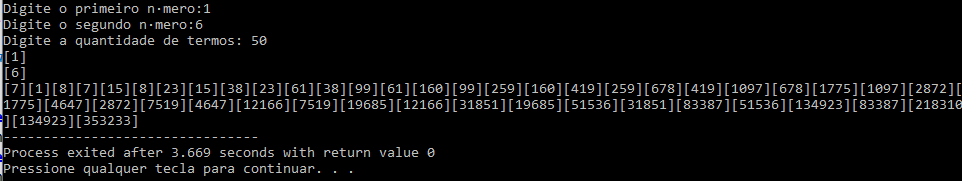 Digite o primeiro n·mero:1
Digite o segundo n·mero:6
Digite a quantidade de termos: 50
[1]
[6]
[7][1][8][7][15][8][23][15][38][23][61][38][99][61][160][99][259][160][419][259][678][419][1097][678][1775][1097][2872][
1775][4647][2872][7519][4647][12166][7519][19685][12166][31851][19685][51536][31851][83387][51536][134923][83387][218310
][134923][353233]
--------------------------------
Process exited after 3.669 seconds with return value 0
Pressione qualquer tecla para continuar. . .